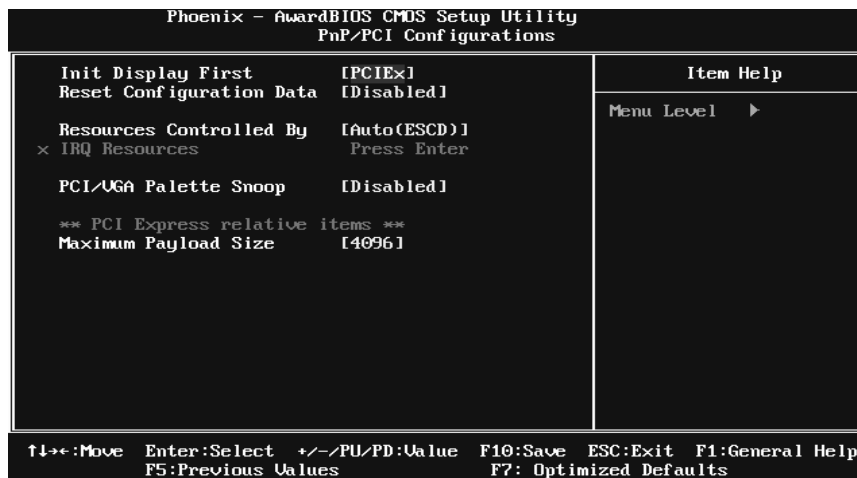 Phoenix - AwardBIOS CMOS Setup Utility
PnP/PCI Configurations
Init Display First [PCIEx]
Reset Configuration Data [Disabled]
Resources Controlled By [Auto(ESCD)]
x IRQ Resources Press Enter
PCI/VGA Palette Snoop [Disabled]
** PCI Express relative items **
Maximum Payload Size [4096]
Item Help
Menu Level ▶
↑↓→←:Move Enter:Select +/-/PU/PD:Value F10:Save ESC:Exit F1:General Help
F5:Previous Values F7: Optimized Defaults